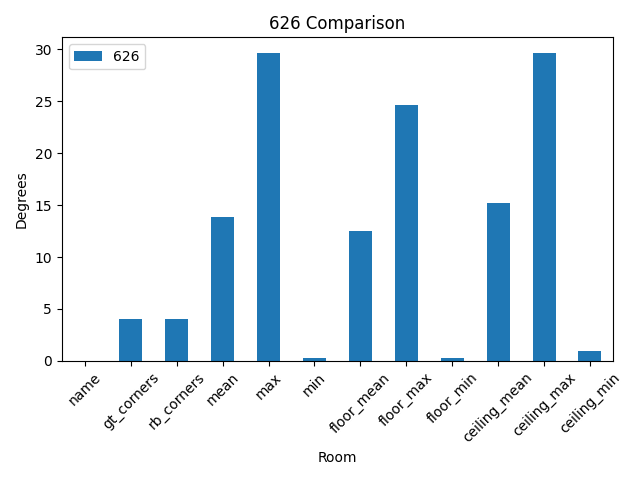 626 Comparison
626
Degrees
30
25
20
15
10
5
0
name
gt_corners
rb_corners
mean
max
min
floor_mean
floor_max
floor_min
ceiling_mean
ceiling_max
ceiling_min
Room